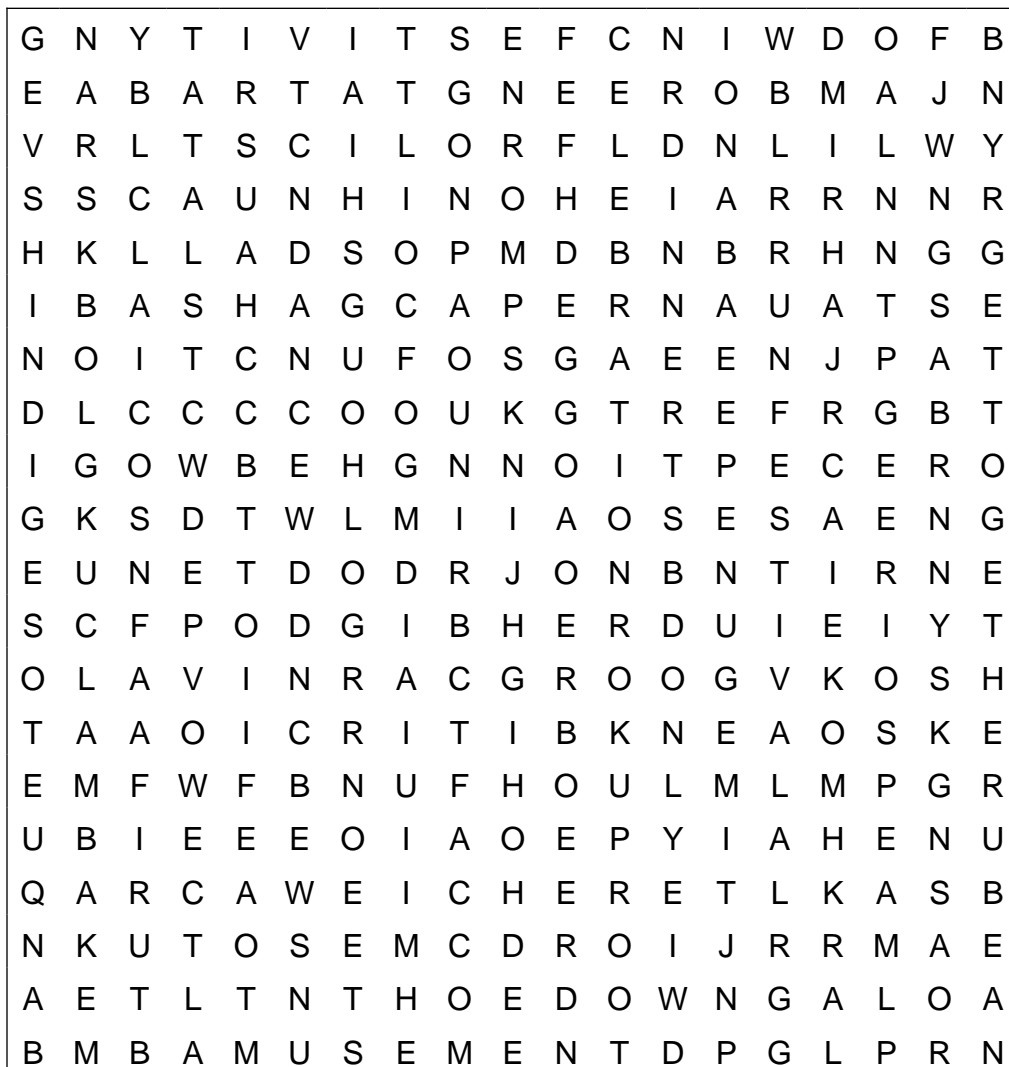 G N Y T I V I T S E F C N I W D O F B
E A B A R T A T G N E E R O B M A J N
V R L T S C I L O R F L D N L I L W Y
S S C A U N H I N O H E I A R R N N R
H K L L A D S O P M D B N B R H N G G
I B A S H A G C A P E R N A U A T S E
N O I T C N U F O S G A E E N J P A T
D L C C C C O O U K G T R E F R G B T
I G O W B E H G N N O I T P E C E R O
G K S D T W L M I I A O S E S A E N G
E U N E T D O D R J O N B N T I R N E
S C F P O D G I B H E R D U I E I Y T
O L A V I N R A C G R O O G V K O S H
T A A O I C R I T I B K N E A O S K E
E M F W F B N U F H O U L M L M P G R
U B I E E E O I A O E P Y I A H E N U
Q A R C A W E I C H E R E T L K A S B
N K U T O S E M C D R O I J R R M A E
A E T L T N T H O E D O W N G A L O A
B M B A M U S E M E N T D P G L P R N